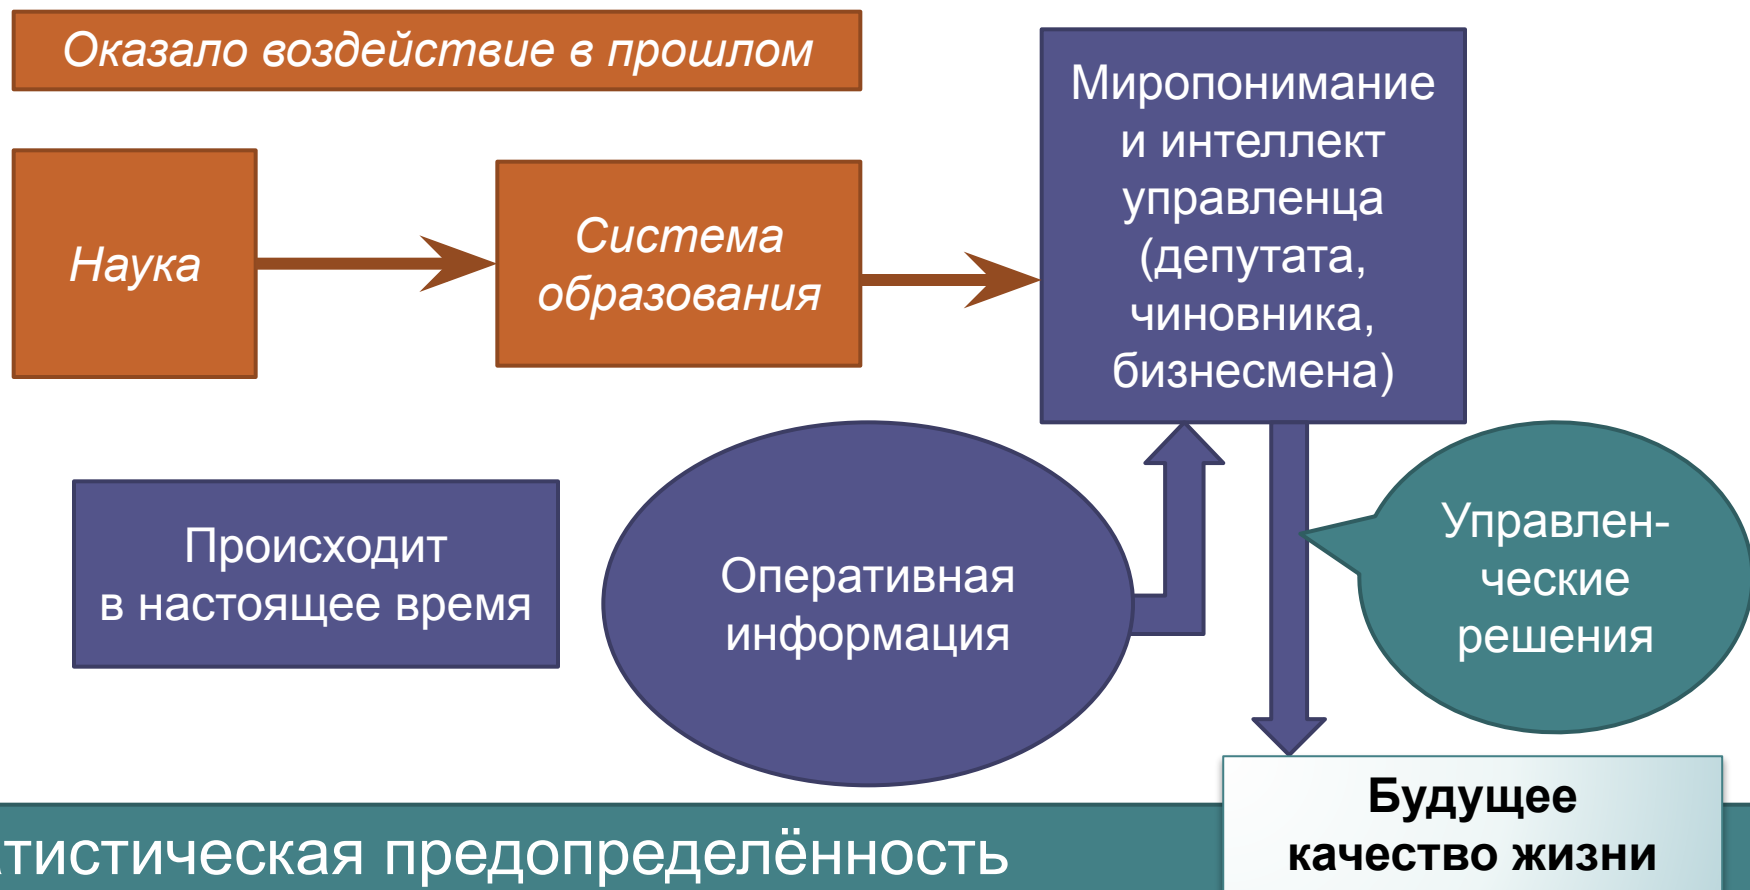 Оказало воздействие в прошлом
Наука
Система
образования
Миропонимание
и интеллект
управленца
(депутата,
чиновника,
бизнесмена)
Происходит
в настоящее время
Оперативная
информация
Управлен-
ческие
решения
Будущее
качество жизни
тистическая предопределённость